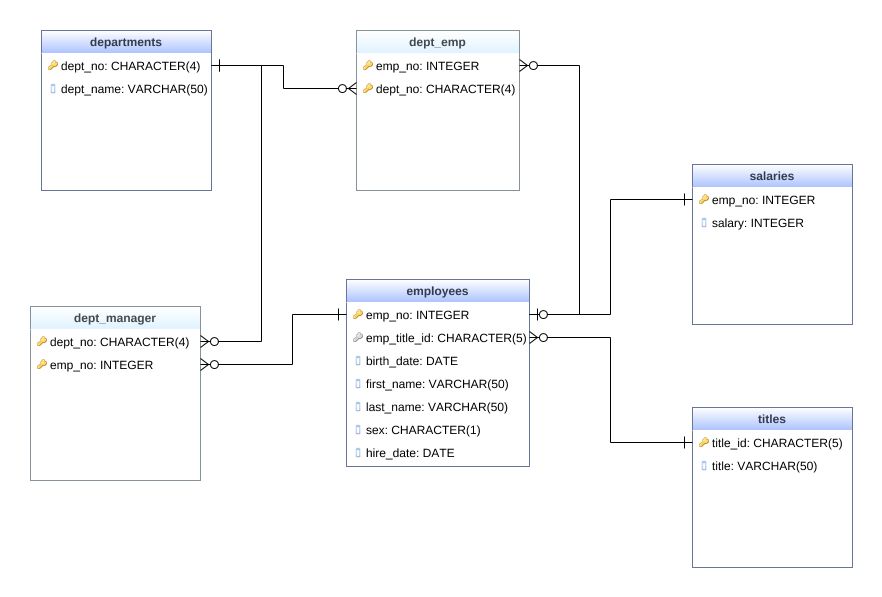 departments
dept_no: CHARACTER(4)
dept_name: VARCHAR(50)
dept_emp
emp_no: INTEGER
dept_no: CHARACTER(4)
salaries
emp_no: INTEGER
salary: INTEGER
dept_manager
dept_no: CHARACTER(4)
emp_no: INTEGER
employees
emp_no: INTEGER
emp_title_id: CHARACTER(5)
birth_date: DATE
first_name: VARCHAR(50)
last_name: VARCHAR(50)
sex: CHARACTER(1)
hire_date: DATE
titles
title_id: CHARACTER(5)
title: VARCHAR(50)